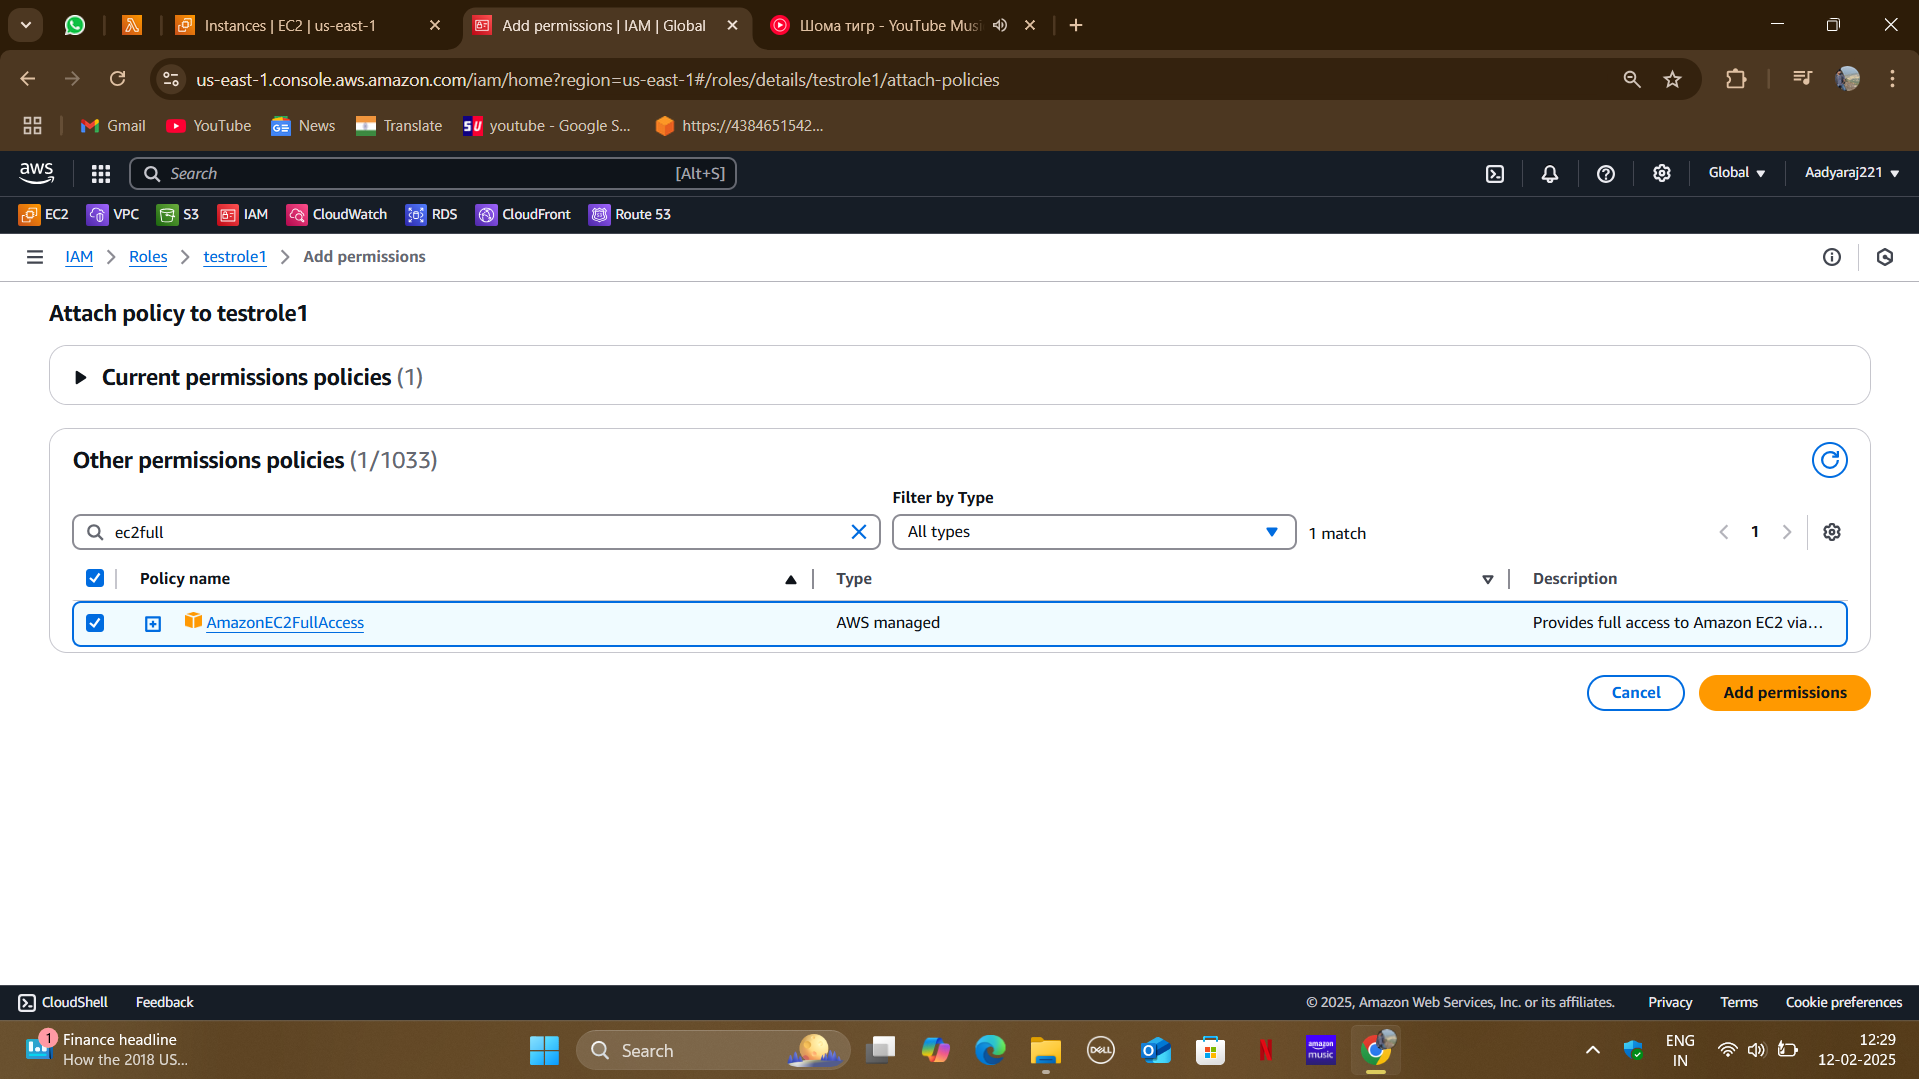 Instances | EC2 | us-east-1
Add permissions | IAM | Global
Шома тигр - YouTube Mus
us-east-1.console.aws.amazon.com/iam/home?region=us-east-1#/roles/details/testrole1/attach-policies
Gmail
YouTube
News
Translate
SU youtube - Google S...
https://4384651542...
aws
Search
[Alt+S]
Global
Aadyaraj221
EC2
VPC
S3
IAM
CloudWatch
RDS
CloudFront
Route 53
IAM
Roles
testrole1
Add permissions
Attach policy to testrole1
Current permissions policies (1)
Other permissions policies (1/1033)
Filter by Type
ec2full
All types
1 match
1
Policy name
Type
Description
AmazonEC2FullAccess
AWS managed
Provides full access to Amazon EC2 via...
Cancel
Add permissions
CloudShell
Feedback
© 2025, Amazon Web Services, Inc. or its affiliates.
Privacy
Terms
Cookie preferences
1
Finance headline
How the 2018 US...
Search
DELL
amazon music
ENG
IN
12:29
12-02-2025